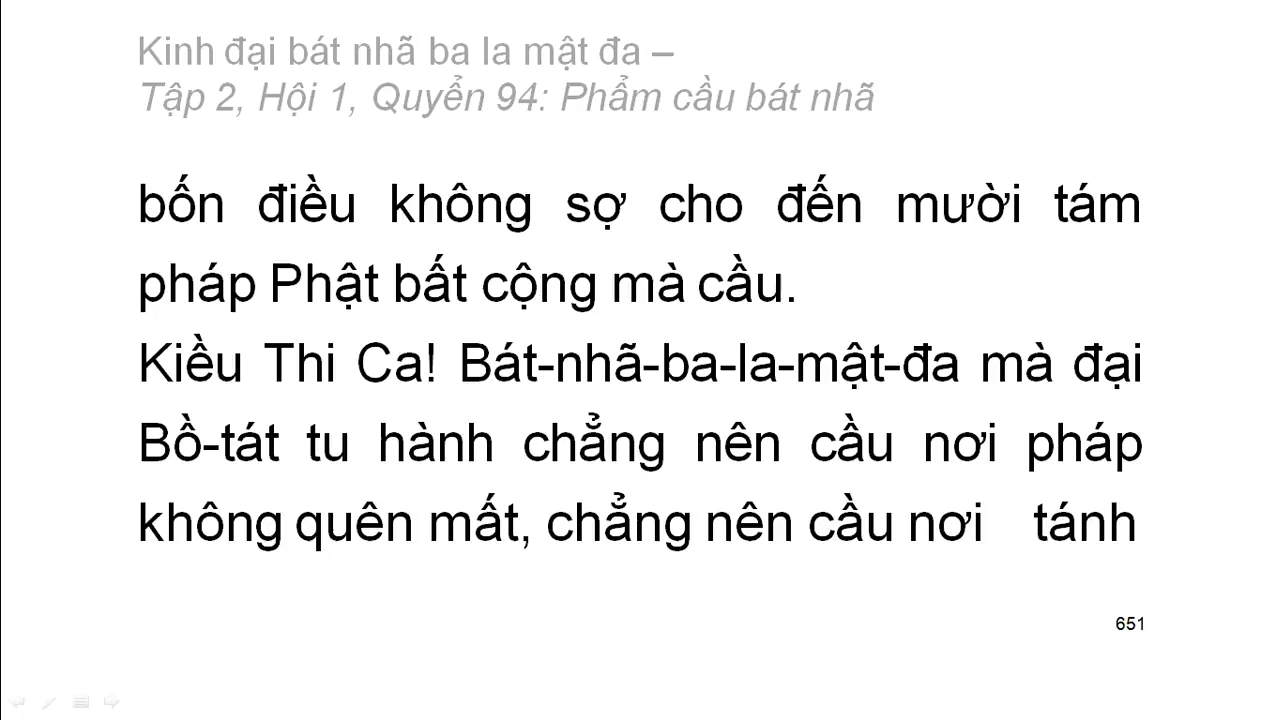 Kinh đại bát nhã ba la mật đa –
Tập 2, Hội 1, Quyển 94: Phẩm cầu bát nhã
bốn điều không sợ cho đến mười tám
pháp Phật bất cộng mà cầu.
Kiều Thi Ca! Bát-nhã-ba-la-mật-đa mà đại
Bồ-tát tu hành chẳng nên cầu nơi pháp
không quên mất, chẳng nên cầu nơi tánh
651